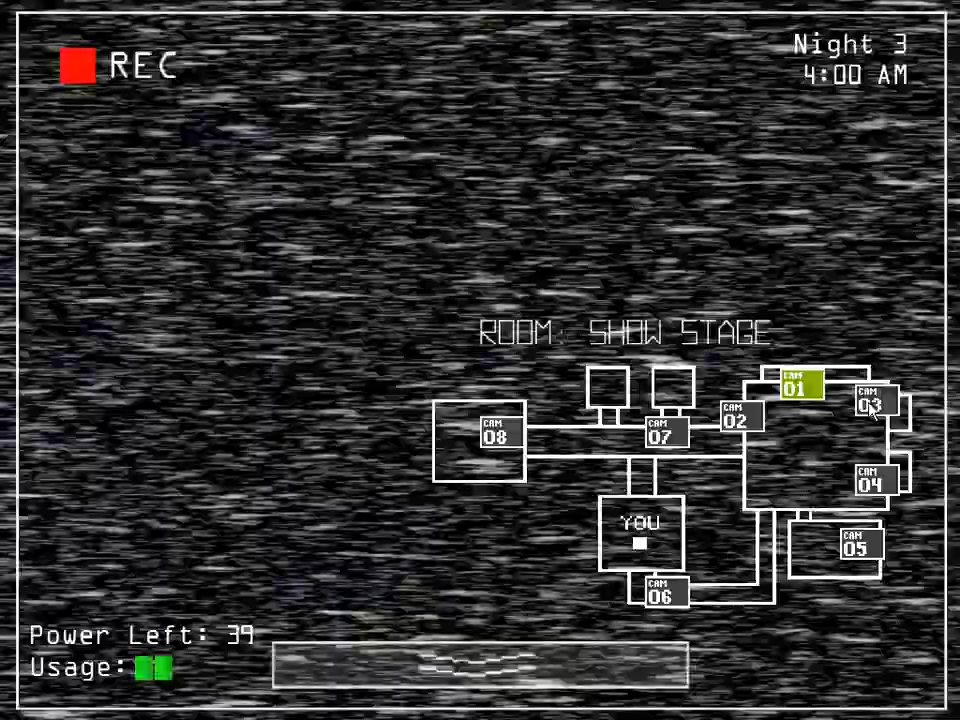 REC
Night 3
4:00 AM
ROOM: SHOW STAGE
CAM 01
CAM 03
CAM 02
CAM 08
CAM 07
CAM 04
YOU
CAM 05
CAM 06
Power Left: 39
Usage: